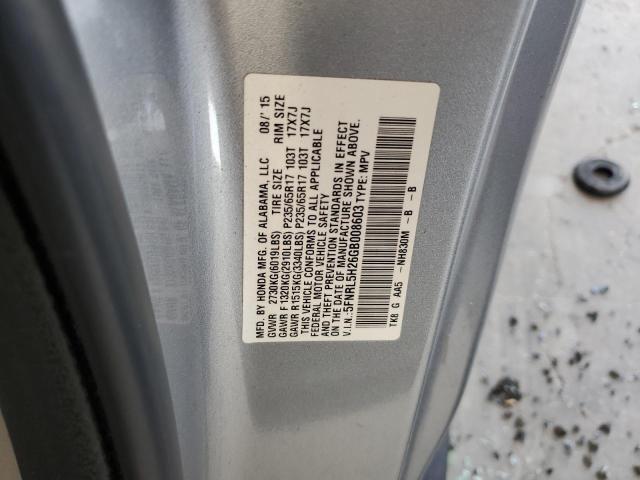 MFD. BY HONDA MFG. OF ALABAMA, LLC 08/'15
GVWR 2730KG(6019LBS) TIRE SIZE RIM SIZE
GAWR F1320KG(2910LBS) P235/65R17 103T 17X7J
GAWR R1515KG(3340LBS) P235/65R17 103T 17X7J
THIS VEHICLE CONFORMS TO ALL APPLICABLE
FEDERAL MOTOR VEHICLE SAFETY
AND THEFT PREVENTION STANDARDS IN EFFECT
ON THE DATE OF MANUFACTURE SHOWN ABOVE.
V.I.N.:5FNRL5H26GB008603 TYPE: MPV
TK8 G AA5 -NH830M -B -B